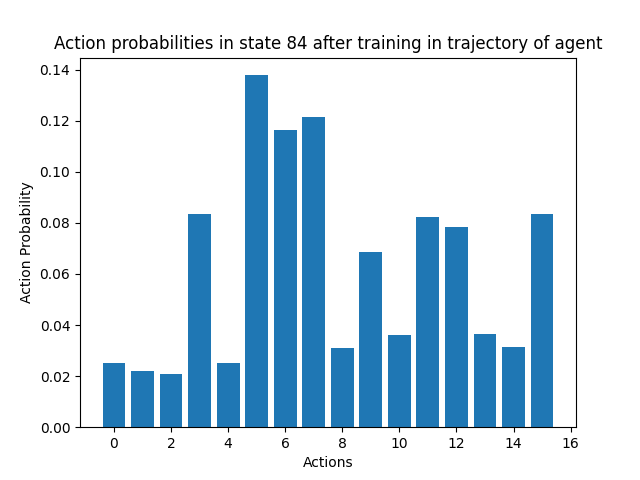 Action probabilities in state 84 after training in trajectory of agent
0.14
0.12
0.10
0.08
0.06
0.04
0.02
0.00
Action Probability
0 2 4 6 8 10 12 14 16
Actions